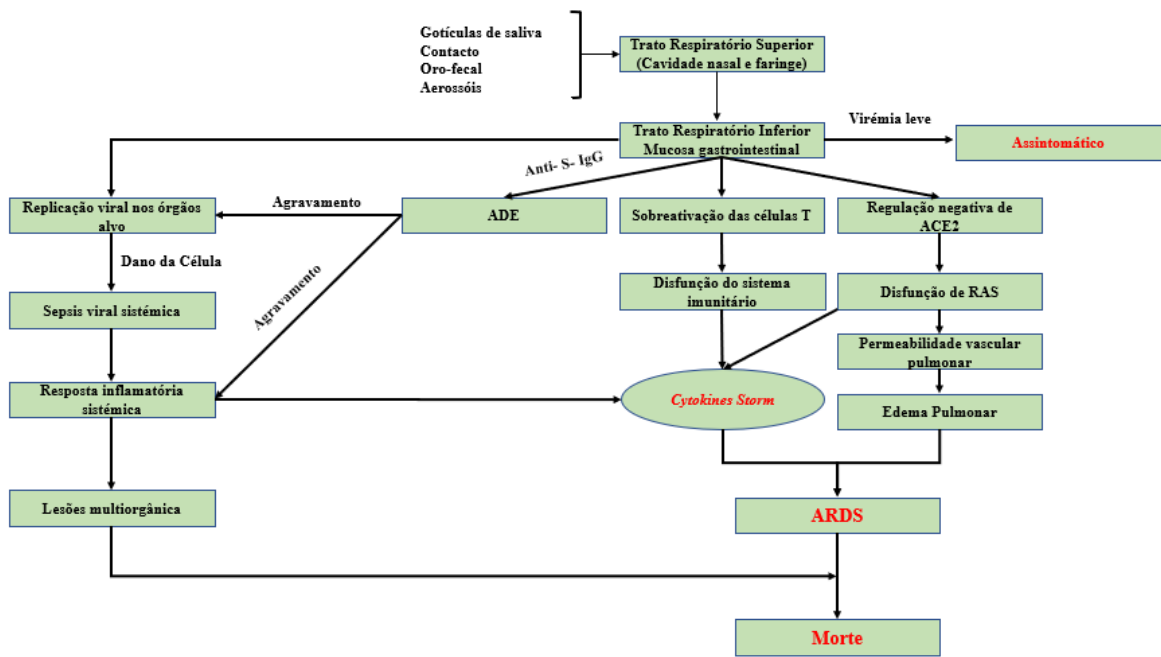 Gotículas de saliva
Contacto
Oro-fecal
Aerossóis
Trato Respiratório Superior
(Cavidade nasal e faringe)
Trato Respiratório Inferior
Mucosa gastrointestinal
Virémia leve
Assintomático
Anti- S- IgG
Replicação viral nos órgãos
alvo
Agravamento
ADE
Sobreativação das células T
Regulação negativa de
ACE2
Dano da Célula
Agravamento
Sepsis viral sistémica
Disfunção do sistema
imunitário
Disfunção de RAS
Permeabilidade vascular
pulmonar
Resposta inflamatória
sistémica
Cytokines Storm
Edema Pulmonar
Lesões multiorgânica
ARDS
Morte